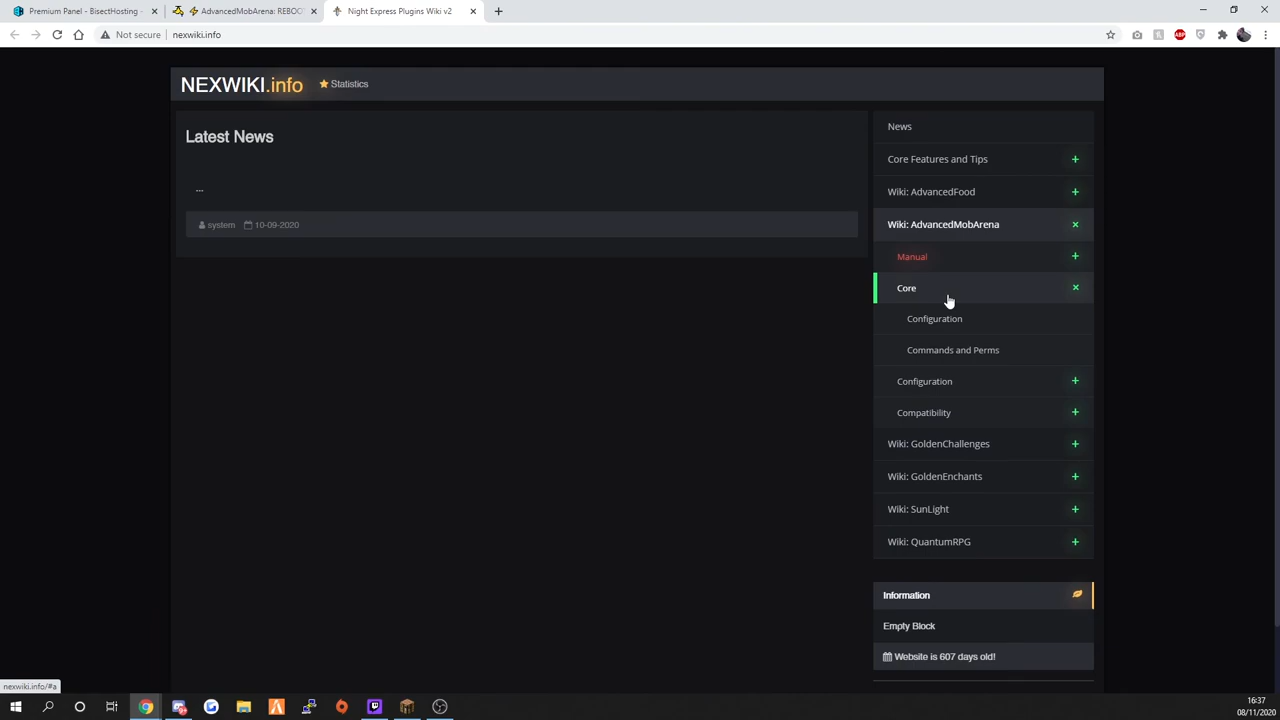 Premium Panel - BisectHosting -
AdvancedMobArena: REBOO
Night Express Plugins Wiki v2
Not secure
nexwiki.info
NEXWIKI.info
Statistics
Latest News
...
system
10-09-2020
News
Core Features and Tips
Wiki: AdvancedFood
Wiki: AdvancedMobArena
Manual
Core
Configuration
Commands and Perms
Configuration
Compatibility
Wiki: GoldenChallenges
Wiki: GoldenEnchants
Wiki: SunLight
Wiki: QuantumRPG
Information
Empty Block
Website is 607 days old!
nexwiki.info/#a
16:37
08/11/2020